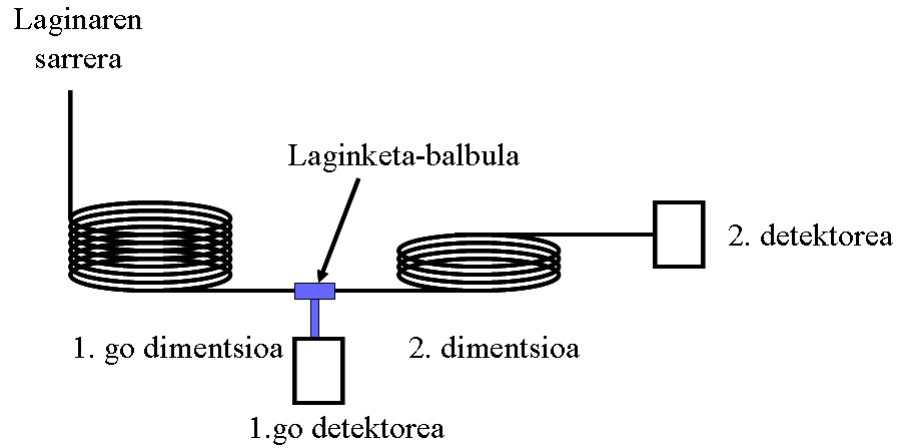 Laginaren
sarrera
Laginketa-balbula
2. detektorea
1. go dimentsioa
2. dimentsioa
1.go detektorea